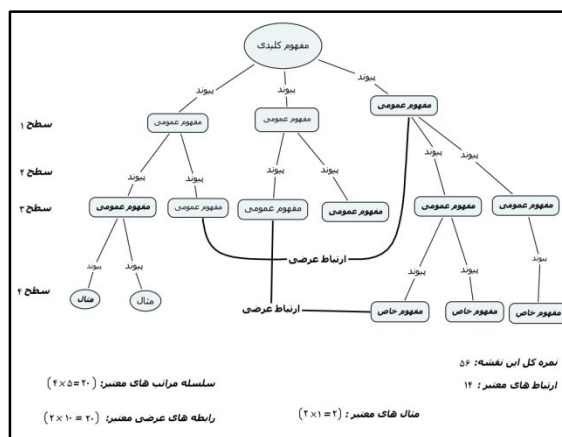 مفهوم کلیدی
پیوند
پیوند
پیوند
سطح ۱
مفهوم عمومی
مفهوم عمومی
مفهوم عمومی
سطح ۲
پیوند
پیوند
پیوند
پیوند
پیوند
پیوند
سطح ۳
مفهوم عمومی
مفهوم عمومی
مفهوم عمومی
مفهوم عمومی
مفهوم عمومی
مفهوم عمومی
ارتباط عرضی
پیوند
پیوند
پیوند
پیوند
پیوند
سطح ۴
مثال
مثال
ارتباط عرضی
مفهوم خاص
مفهوم خاص
مفهوم خاص
نمره کل این نقشه: ۵۶
ارتباط های معتبر : ۱۴
سلسله مراتب های معتبر: (۲۰ = ۵ × ۴)
مثال های معتبر : (۲ = ۱ × ۲)
رابطه های عرضی معتبر: (۲۰ = ۱۰ × ۲)